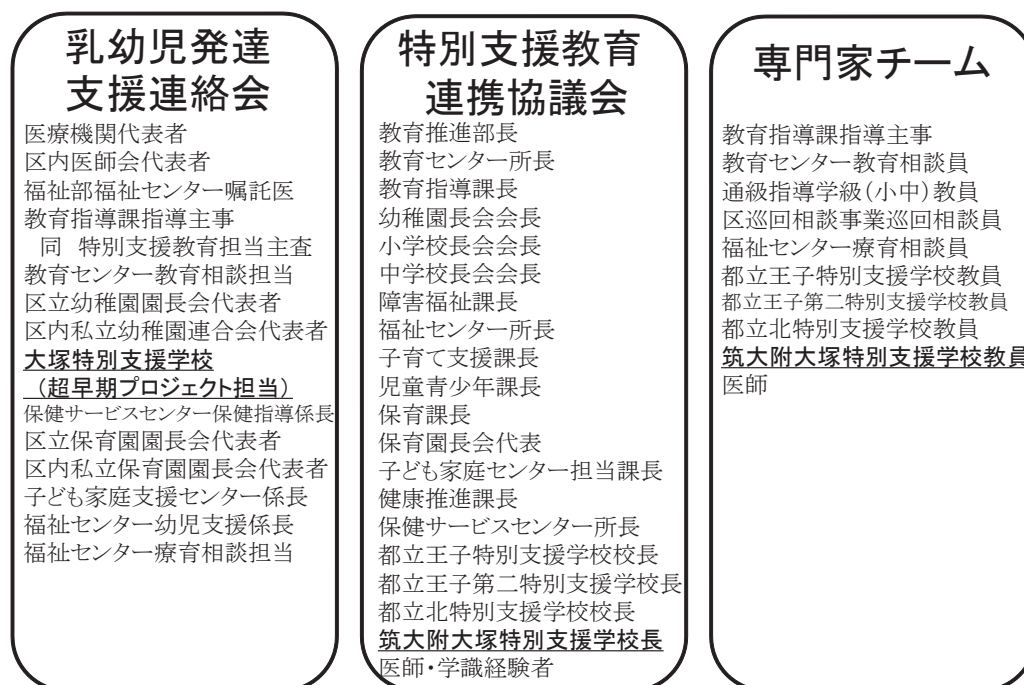 乳幼児発達
支援連絡会
医療機関代表者
区内医師会代表者
福祉部福祉センター嘱託医
教育指導課指導主事
同　特別支援教育担当主査
教育センター教育相談担当
区立幼稚園園長会代表者
区内私立幼稚園連合会代表者
大塚特別支援学校
（超早期プロジェクト担当）
保健サービスセンター保健指導係長
区立保育園園長会代表者
区内私立保育園園長会代表者
子ども家庭支援センター係長
福祉センター幼児支援係長
福祉センター療育相談担当
特別支援教育
連携協議会
教育推進部長
教育センター所長
教育指導課長
幼稚園長会会長
小学校長会会長
中学校長会会長
障害福祉課長
福祉センター所長
子育て支援課長
児童青少年課長
保育課長
保育園長会代表
子ども家庭センター担当課長
健康推進課長
保健サービスセンター所長
都立王子特別支援学校校長
都立王子第二特別支援学校長
都立北特別支援学校校長
筑大附大塚特別支援学校長
医師・学識経験者
専門家チーム
教育指導課指導主事
教育センター教育相談員
通級指導学級（小中）教員
区巡回相談事業巡回相談員
福祉センター療育相談員
都立王子特別支援学校教員
都立王子第二特別支援学校教員
都立北特別支援学校教員
筑大附大塚特別支援学校教員
医師